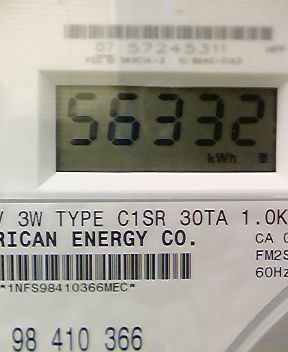 07 57245311
56332
kWh
V 3W TYPE C1SR 30TA 1.0K
RICAN ENERGY CO.
CA 0
FM2S
60Hz
*1NFS98410366MEC*
98 410 366